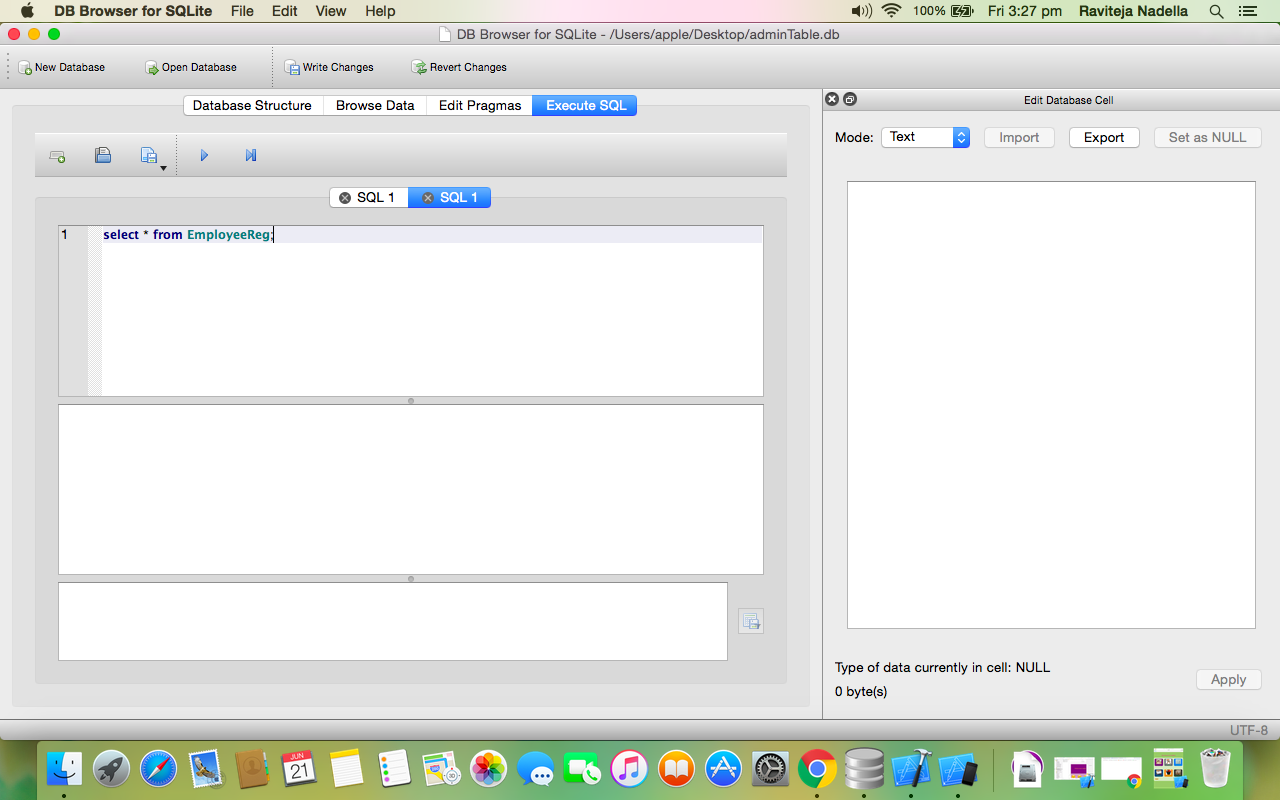 DB Browser for SQLite File Edit View Help 100% Fri 3:27 pm Raviteja Nadella
DB Browser for SQLite - /Users/apple/Desktop/adminTable.db
New Database Open Database Write Changes Revert Changes
Database Structure Browse Data Edit Pragmas Execute SQL
SQL 1 SQL 1
1 select * from EmployeeReg;
Edit Database Cell
Mode: Text Import Export Set as NULL
Type of data currently in cell: NULL
0 byte(s)
Apply
UTF-8
JUN
21